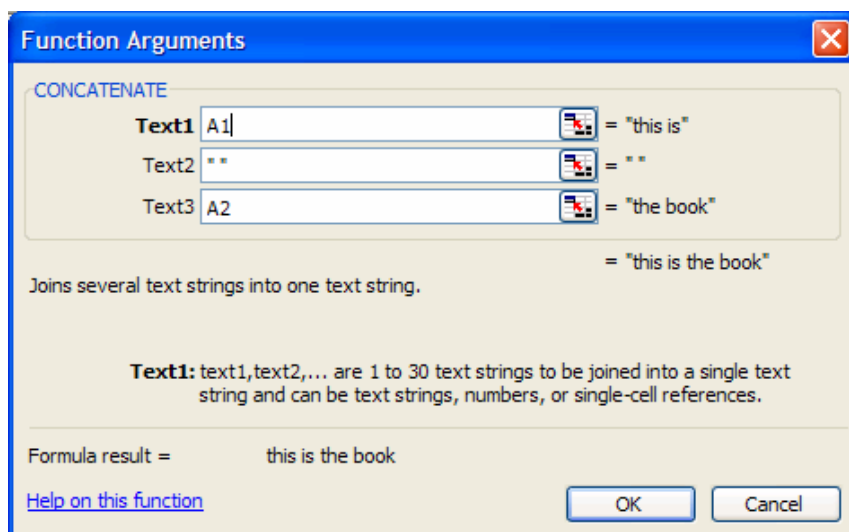 Function Arguments
CONCATENATE
Text1 A1 = "this is"
Text2 " " = " "
Text3 A2 = "the book"
= "this is the book"
Joins several text strings into one text string.
Text1: text1,text2,... are 1 to 30 text strings to be joined into a single text
string and can be text strings, numbers, or single-cell references.
Formula result = this is the book
Help on this function OK Cancel